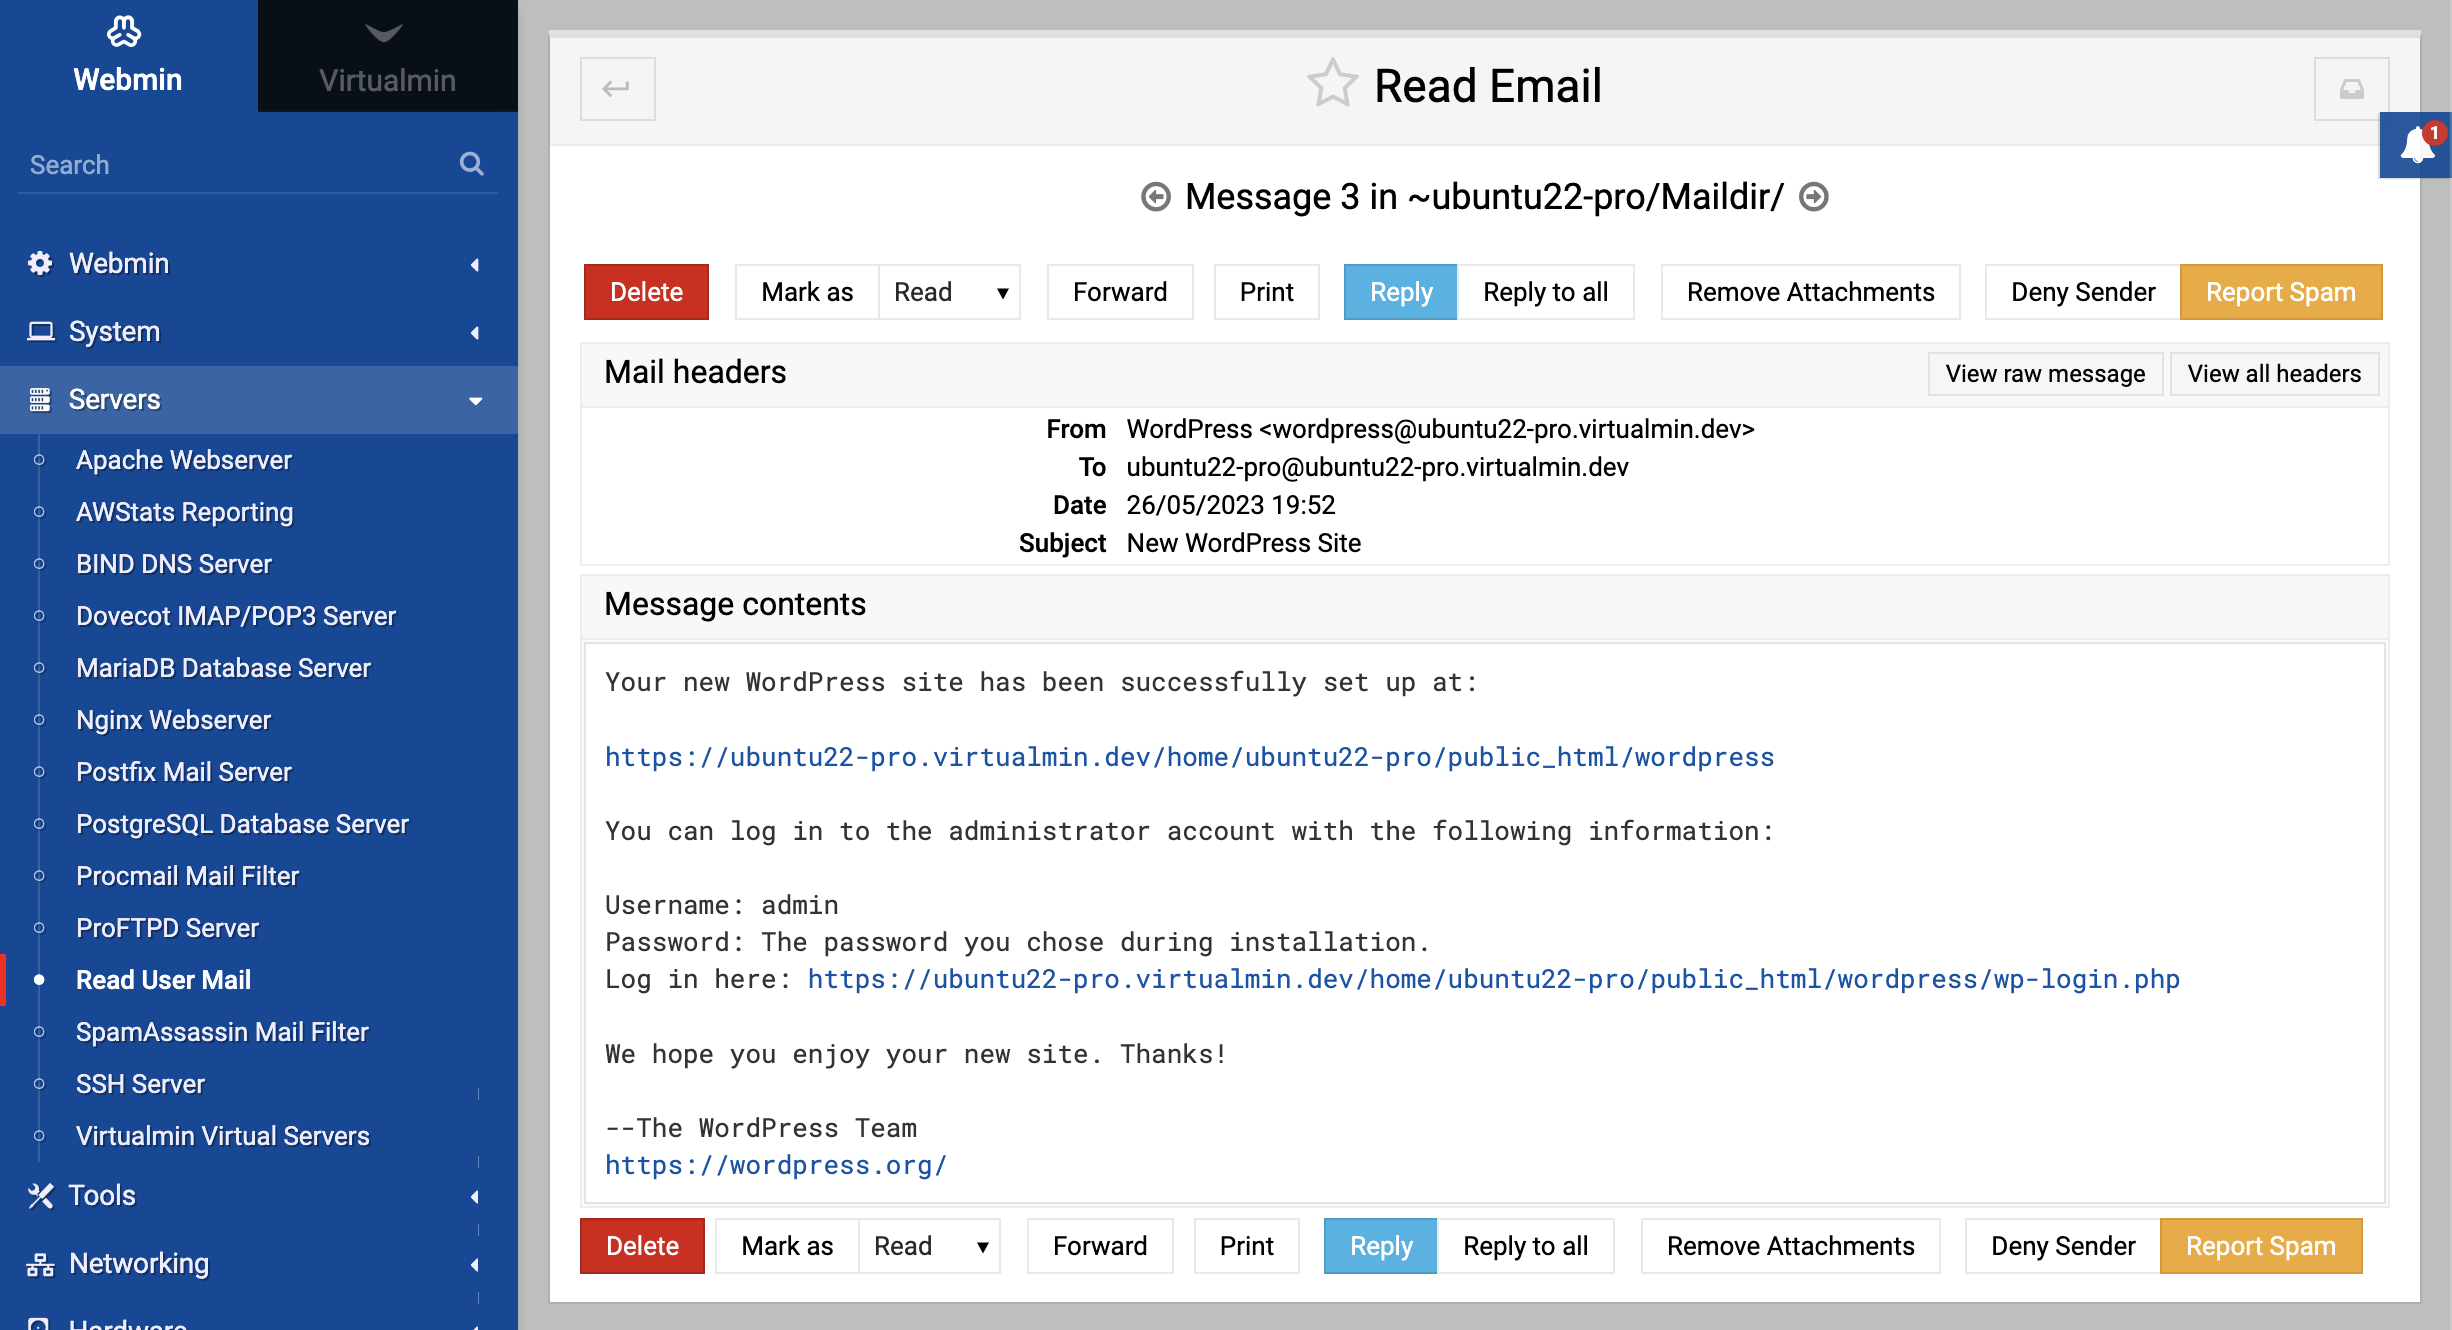 Webmin
Virtualmin
Search
Webmin
System
Servers
Apache Webserver
AWStats Reporting
BIND DNS Server
Dovecot IMAP/POP3 Server
MariaDB Database Server
Nginx Webserver
Postfix Mail Server
PostgreSQL Database Server
Procmail Mail Filter
ProFTPD Server
Read User Mail
SpamAssassin Mail Filter
SSH Server
Virtualmin Virtual Servers
Tools
Networking
Hardware
Read Email
1
Message 3 in ~ubuntu22-pro/Maildir/
Delete Mark as Read Forward Print Reply Reply to all Remove Attachments Deny Sender Report Spam
Mail headers View raw message View all headers
From WordPress <wordpress@ubuntu22-pro.virtualmin.dev>
To ubuntu22-pro@ubuntu22-pro.virtualmin.dev
Date 26/05/2023 19:52
Subject New WordPress Site
Message contents
Your new WordPress site has been successfully set up at:
https://ubuntu22-pro.virtualmin.dev/home/ubuntu22-pro/public_html/wordpress
You can log in to the administrator account with the following information:
Username: admin
Password: The password you chose during installation.
Log in here: https://ubuntu22-pro.virtualmin.dev/home/ubuntu22-pro/public_html/wordpress/wp-login.php
We hope you enjoy your new site. Thanks!
--The WordPress Team
https://wordpress.org/
Delete Mark as Read Forward Print Reply Reply to all Remove Attachments Deny Sender Report Spam